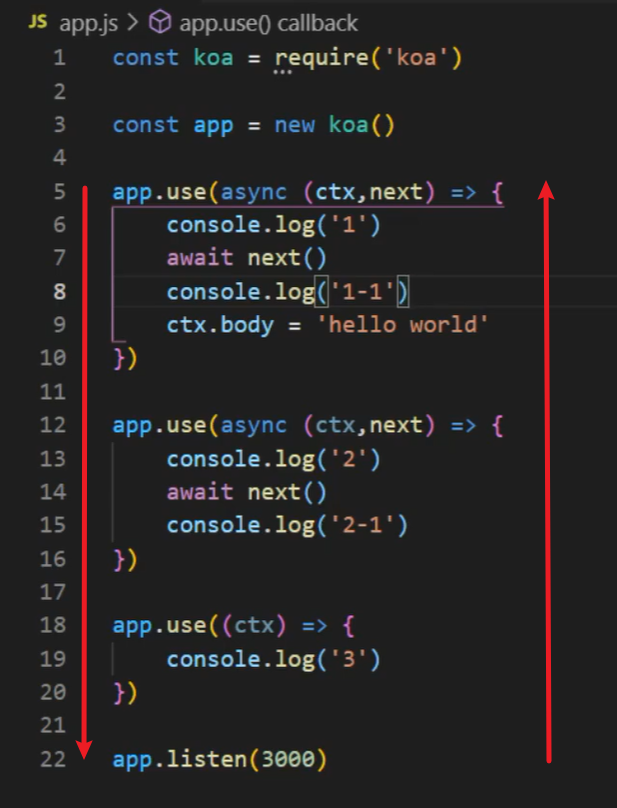 JS app.js > app.use() callback
1 const koa = require('koa')
2
3 const app = new koa()
4
5 app.use(async (ctx,next) => {
6 console.log('1')
7 await next()
8 console.log('1-1')
9 ctx.body = 'hello world'
10 })
11
12 app.use(async (ctx,next) => {
13 console.log('2')
14 await next()
15 console.log('2-1')
16 })
17
18 app.use((ctx) => {
19 console.log('3')
20 })
21
22 app.listen(3000)